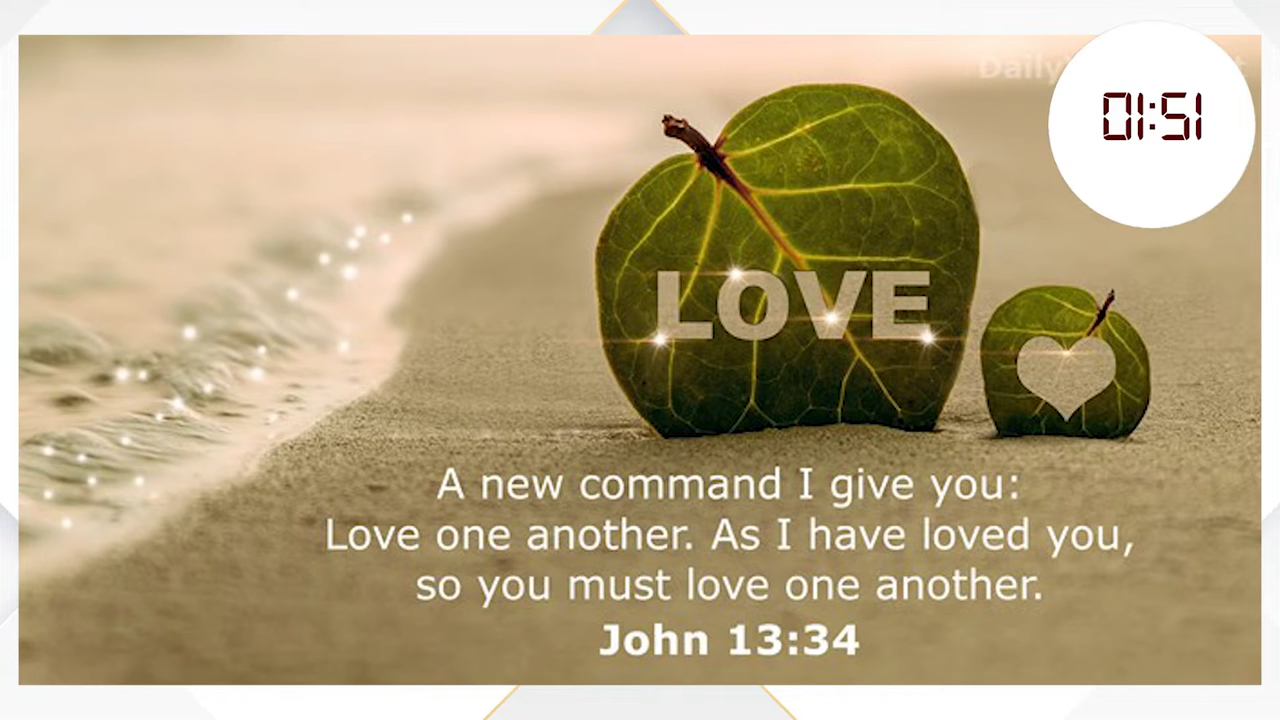 Daily
01:51
LOVE
A new command I give you:
Love one another. As I have loved you,
so you must love one another.
John 13:34